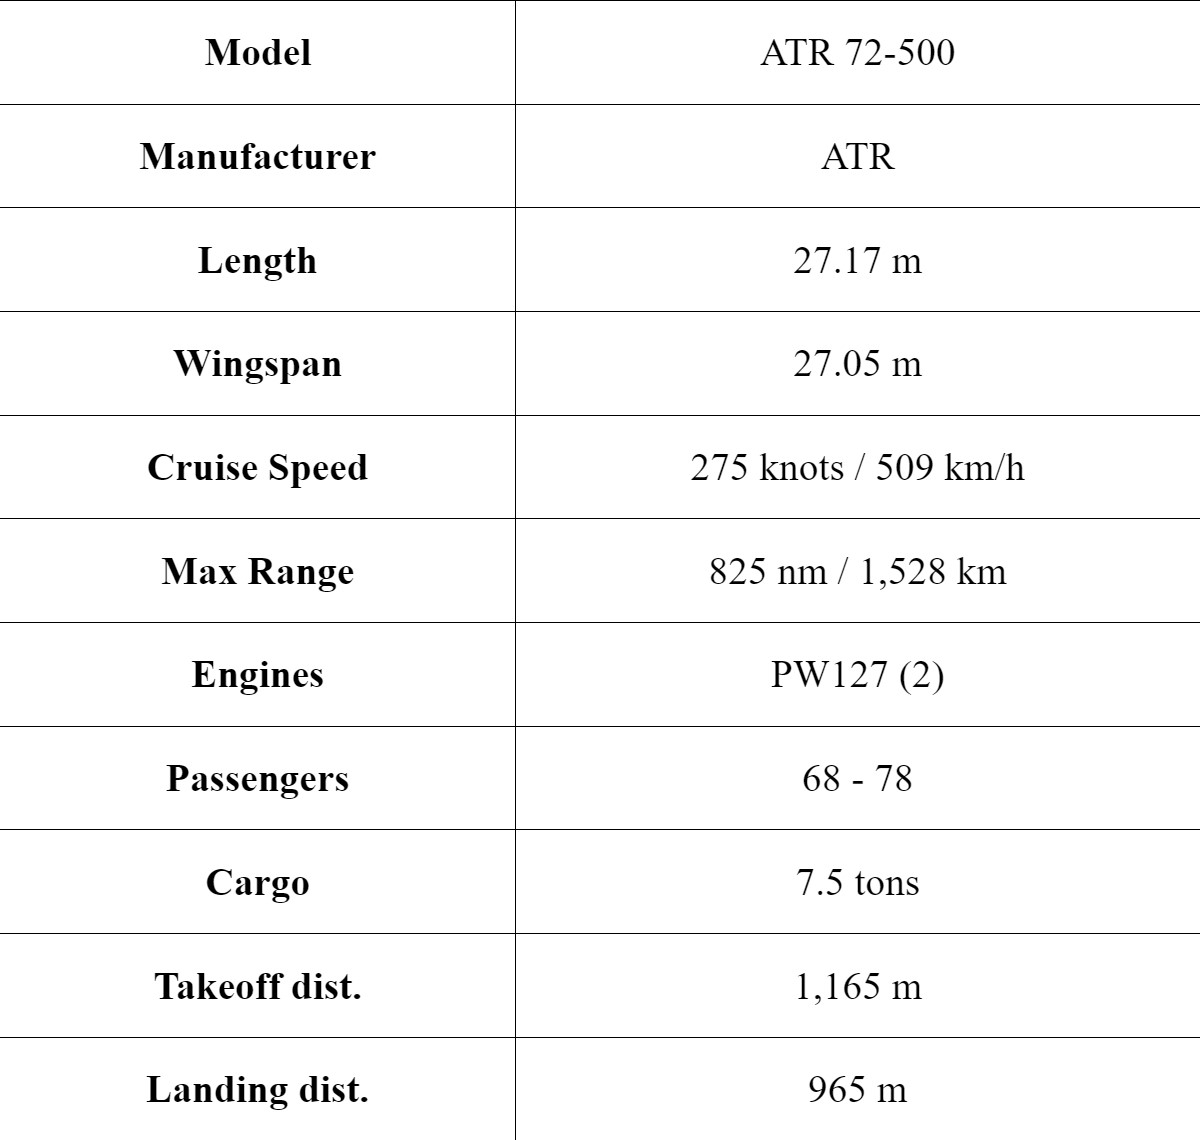 Model ATR 72-500
Manufacturer ATR
Length 27.17 m
Wingspan 27.05 m
Cruise Speed 275 knots / 509 km/h
Max Range 825 nm / 1,528 km
Engines PW127 (2)
Passengers 68 - 78
Cargo 7.5 tons
Takeoff dist. 1,165 m
Landing dist. 965 m